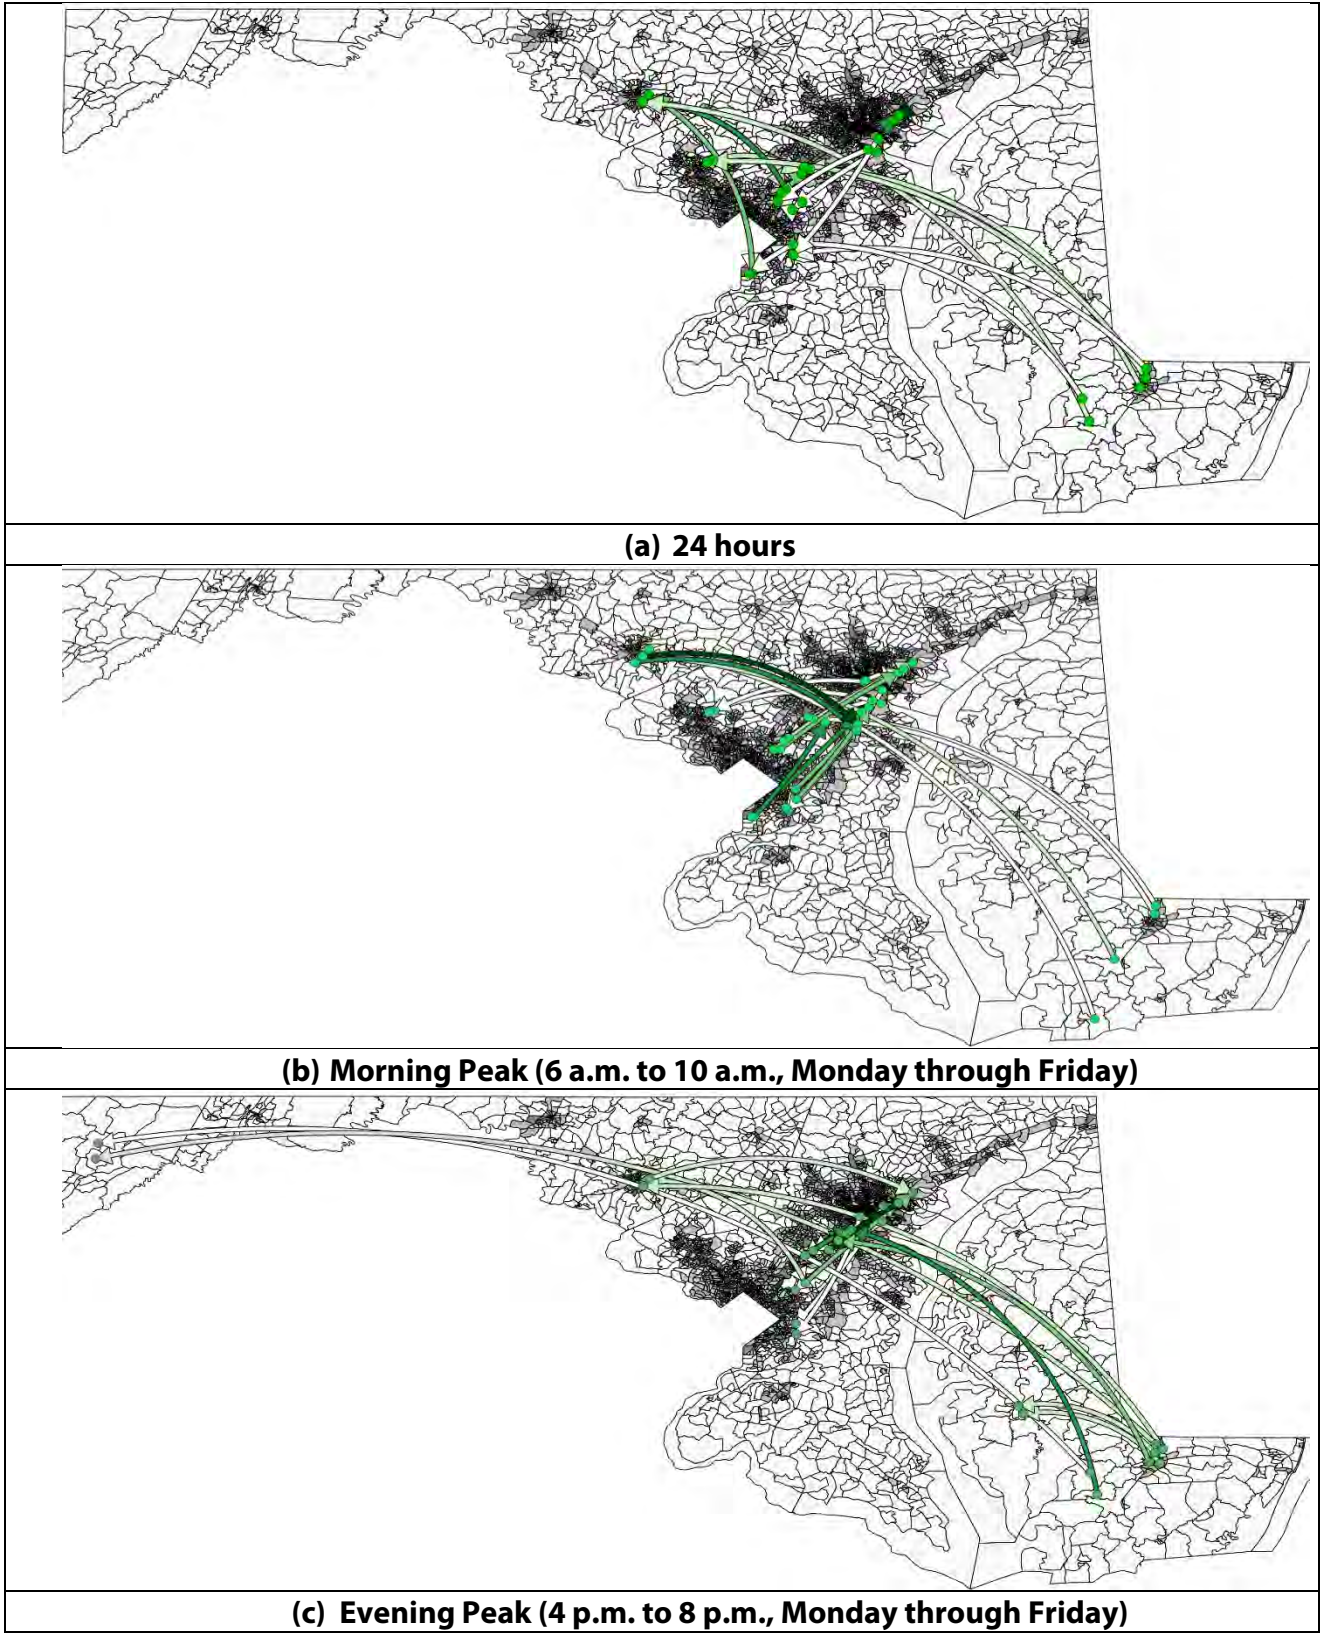 (a) 24 hours
(b) Morning Peak (6 a.m. to 10 a.m., Monday through Friday)
(c) Evening Peak (4 p.m. to 8 p.m., Monday through Friday)